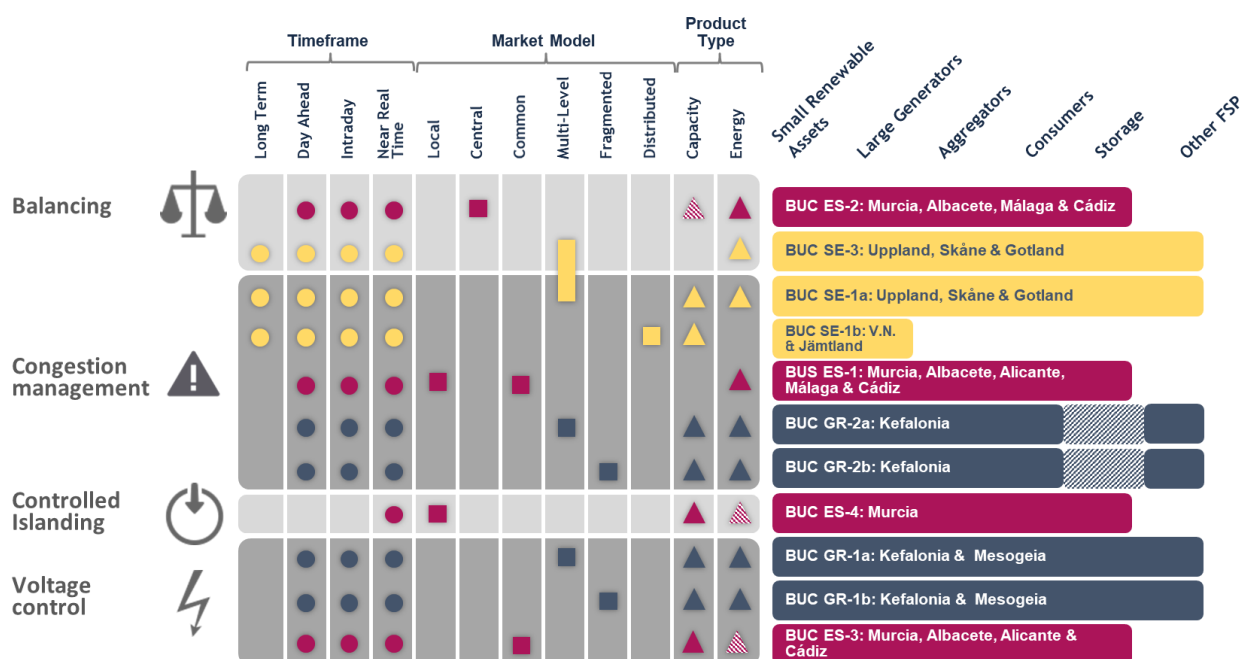 Timeframe
Market Model
Product
Type
Long Term
Day Ahead
Intraday
Near Real
Time
Local
Central
Common
Multi-Level
Fragmented
Distributed
Capacity
Energy
Small Renewable
Assets
Large Generators
Aggregators
Consumers
Storage
Other FSP
Balancing
BUC ES-2: Murcia, Albacete, Málaga & Cádiz
BUC SE-3: Uppland, Skåne & Gotland
BUC SE-1a: Uppland, Skåne & Gotland
BUC SE-1b: V.N.
& Jämtland
Congestion
management
BUS ES-1: Murcia, Albacete, Alicante,
Málaga & Cádiz
BUC GR-2a: Kefalonia
BUC GR-2b: Kefalonia
Controlled
Islanding
BUC ES-4: Murcia
Voltage
control
BUC GR-1a: Kefalonia & Mesogeia
BUC GR-1b: Kefalonia & Mesogeia
BUC ES-3: Murcia, Albacete, Alicante &
Cádiz